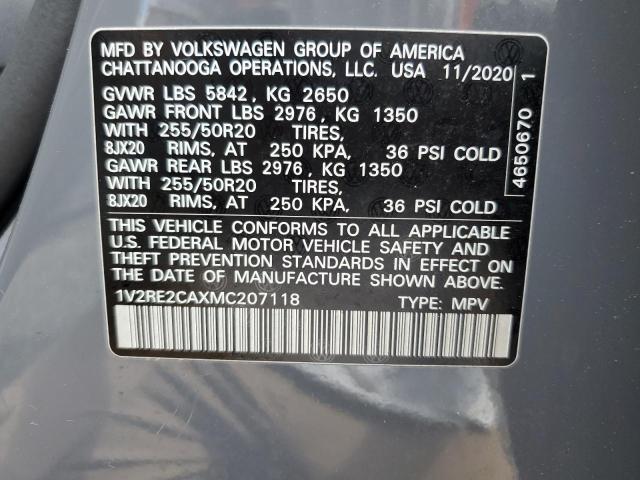 MFD BY VOLKSWAGEN GROUP OF AMERICA
CHATTANOOGA OPERATIONS, LLC. USA 11/2020
GVWR LBS 5842, KG 2650
GAWR FRONT LBS 2976, KG 1350
WITH 255/50R20 TIRES,
8JX20 RIMS, AT 250 KPA, 36 PSI COLD
GAWR REAR LBS 2976, KG 1350
WITH 255/50R20 TIRES,
8JX20 RIMS, AT 250 KPA, 36 PSI COLD
THIS VEHICLE CONFORMS TO ALL APPLICABLE
U.S. FEDERAL MOTOR VEHICLE SAFETY AND
THEFT PREVENTION STANDARDS IN EFFECT ON
THE DATE OF MANUFACTURE SHOWN ABOVE.
1V2RE2CAXMC207118 TYPE: MPV
4650670 1